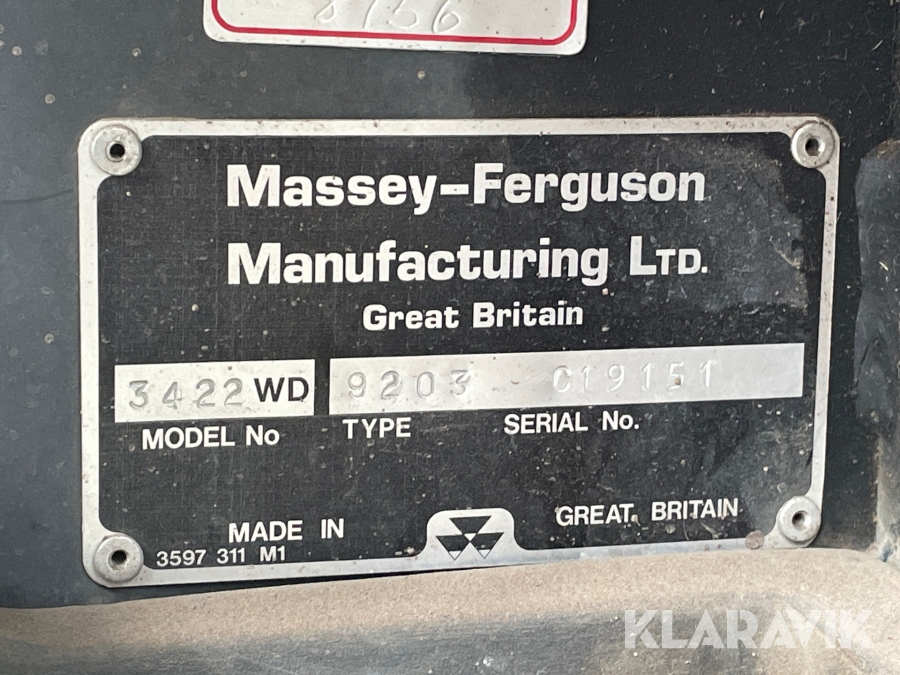 Massey-Ferguson
Manufacturing LTD.
Great Britain
3422 WD 9203 C19151
MODEL No TYPE SERIAL No.
MADE IN GREAT BRITAIN
3597 311 M1
KLARAVIK